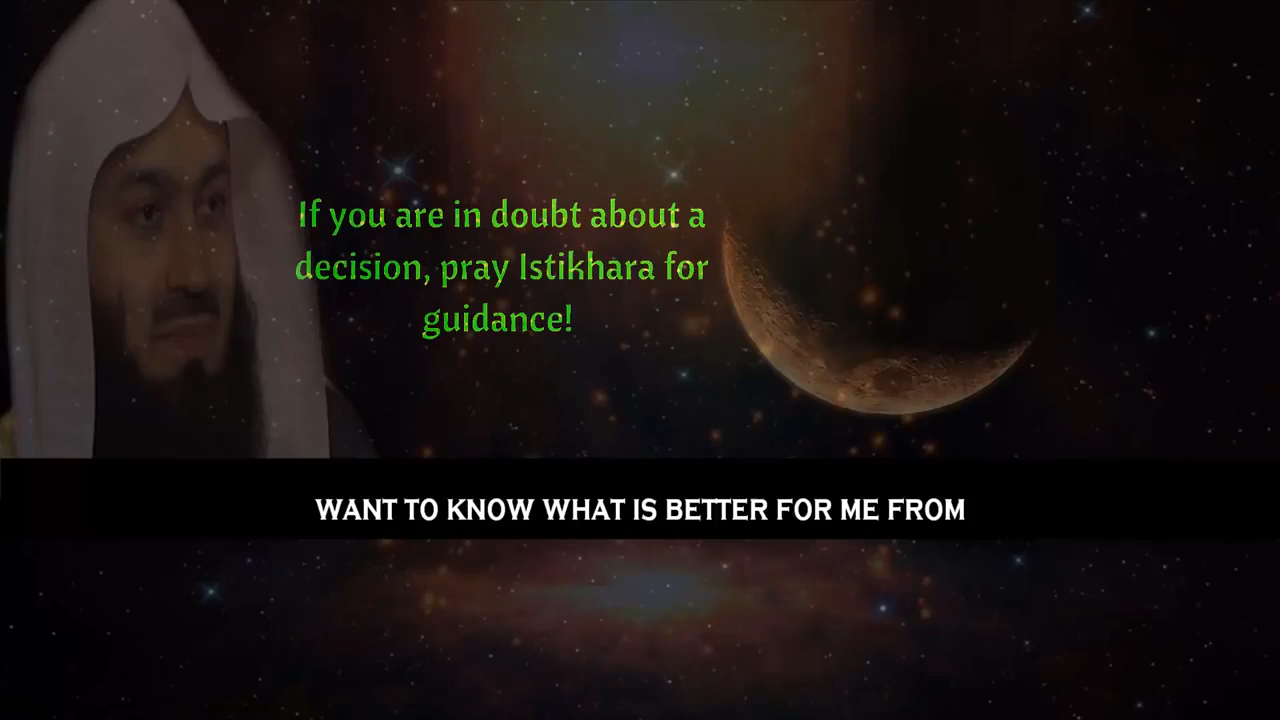 If you are in doubt about a
decision, pray Istikhara for
guidance!
WANT TO KNOW WHAT IS BETTER FOR ME FROM